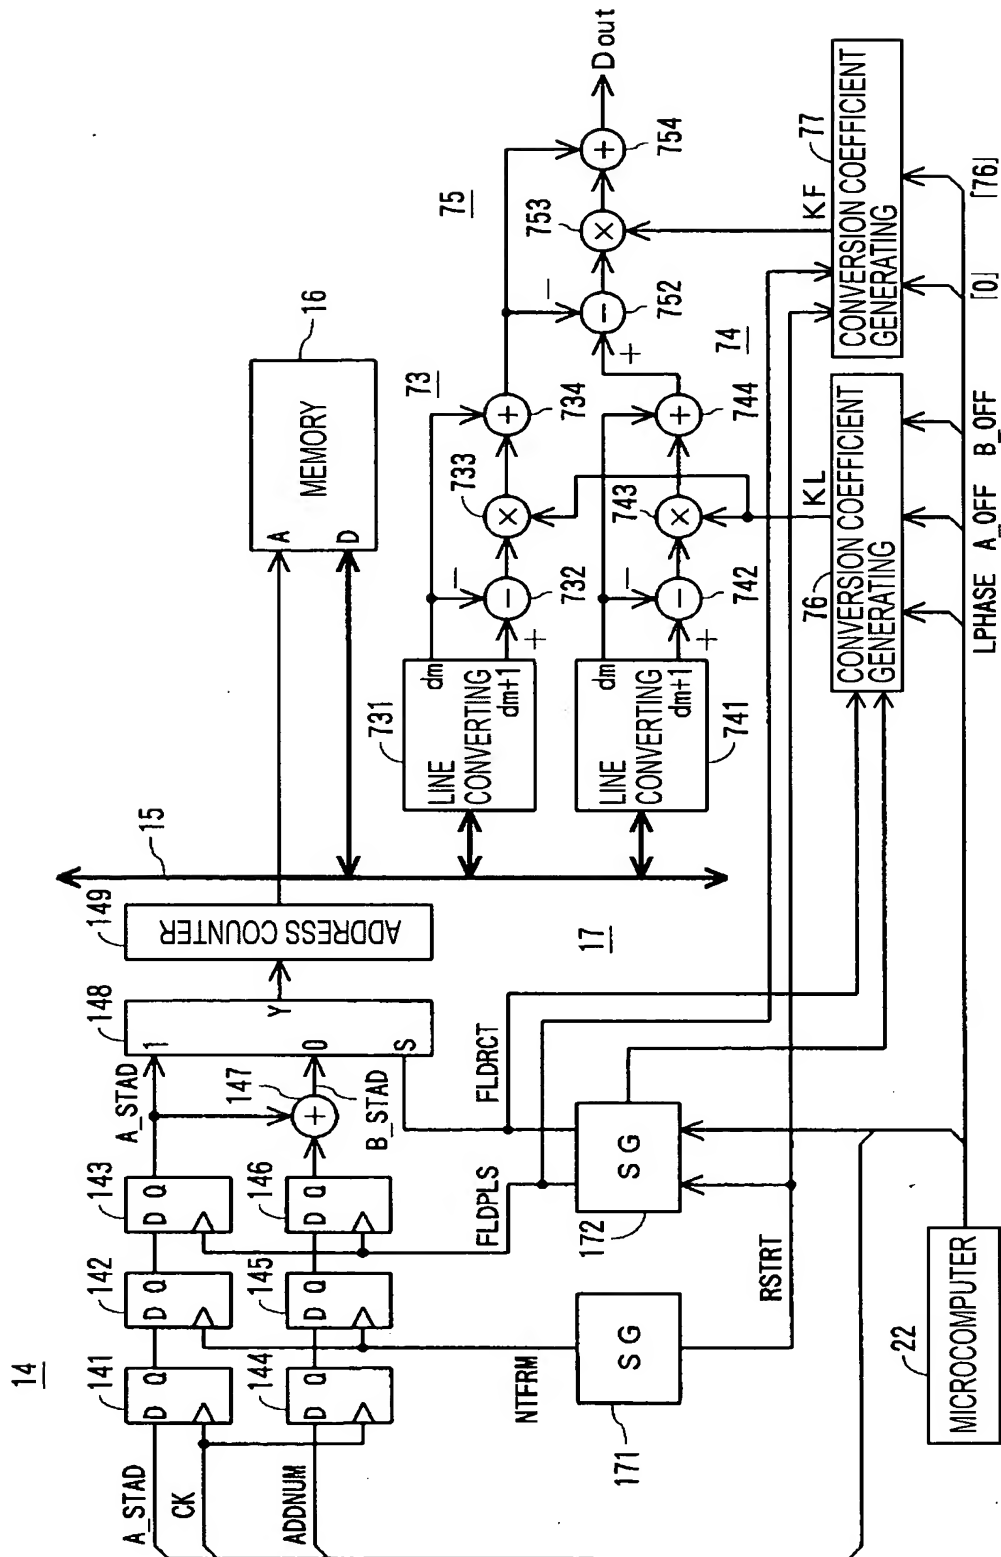 14
A_STAD
CK
ADDNUM
141
D Q
142
D Q
143
D Q
144
D Q
145
D Q
146
D Q
A_STAD
147
+
B_STAD
148
1
0
S
Y
149
ADDRESS COUNTER
15
16
MEMORY
A
D
NTFRM
171
S G
RSTRT
172
S G
FLDPLS
FLDRCT
17
22
MICROCOMPUTER
731
LINE
CONVERTING
dm
dm+1
73
732
−
−
+
733
×
734
+
741
LINE
CONVERTING
dm
dm+1
74
742
−
−
+
743
×
744
+
75
752
−
−
+
753
×
754
+
Dout
KL
KF
76
CONVERSION COEFFICIENT
GENERATING
77
CONVERSION COEFFICIENT
GENERATING
LPHASE A_OFF B_OFF
「0」
「76」